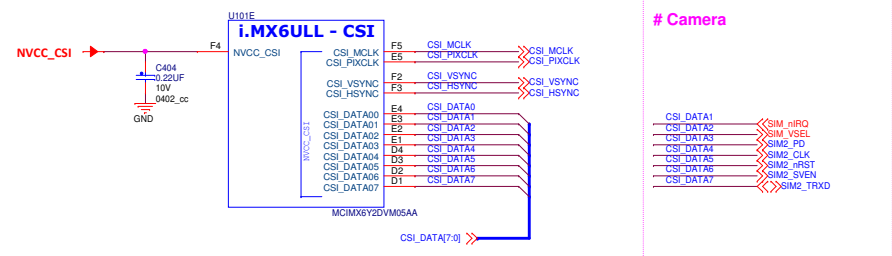 U101E
# Camera
i.MX6ULL - CSI
NVCC_CSI
F4
NVCC_CSI
CSI_MCLK
F5
CSI_MCLK
CSI_MCLK
CSI_PIXCLK
E5
CSI_PIXCLK
CSI_PIXCLK
C404
0.22UF
10V
0402_cc
GND
CSI_VSYNC
F2
CSI_VSYNC
CSI_VSYNC
CSI_HSYNC
F3
CSI_HSYNC
CSI_HSYNC
NVCC_CSI
CSI_DATA00
E4
CSI_DATA0
CSI_DATA01
E3
CSI_DATA1
CSI_DATA02
E2
CSI_DATA2
CSI_DATA03
E1
CSI_DATA3
CSI_DATA04
D4
CSI_DATA4
CSI_DATA05
D3
CSI_DATA5
CSI_DATA06
D2
CSI_DATA6
CSI_DATA07
D1
CSI_DATA7
MCIMX6Y2DVM05AA
CSI_DATA[7:0]
CSI_DATA1
SIM_nIRQ
CSI_DATA2
SIM_VSEL
CSI_DATA3
SIM2_PD
CSI_DATA4
SIM2_CLK
CSI_DATA5
SIM2_nRST
CSI_DATA6
SIM2_SVEN
CSI_DATA7
SIM2_TRXD